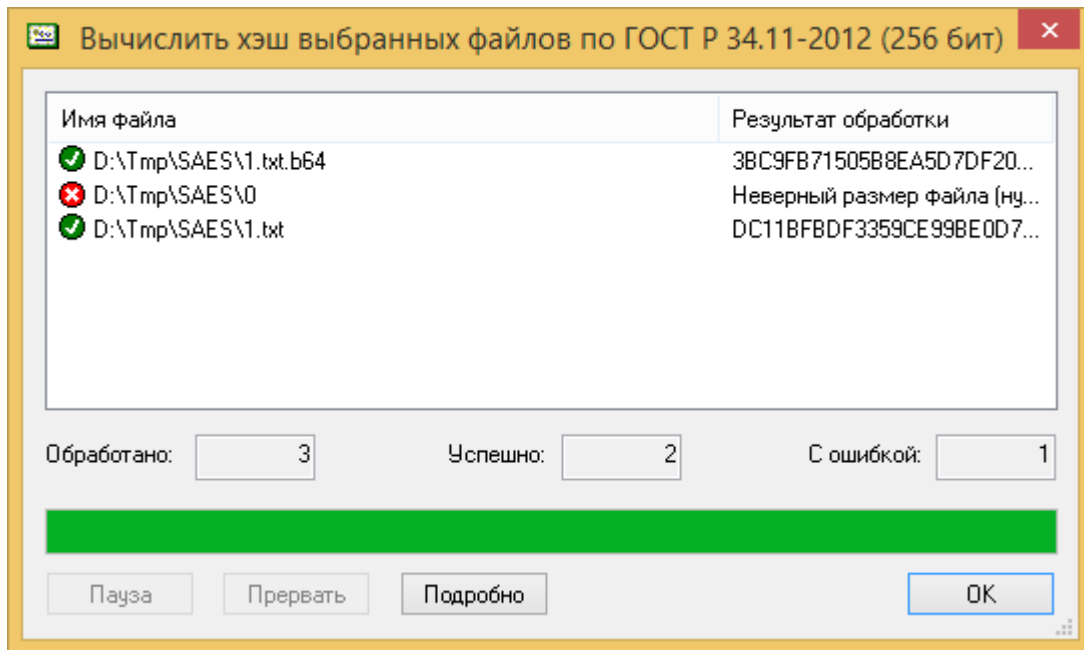 Вычислить хэш выбранных файлов по ГОСТ Р 34.11-2012 (256 бит)
Имя файла Результат обработки
D:\Tmp\SAES\1.txt.b64 3BC9FB71505B8EA5D7DF20...
D:\Tmp\SAES\0 Неверный размер файла (ну...
D:\Tmp\SAES\1.txt DC11BFBDF3359CE99BE0D7...
Обработано: 3 Успешно: 2 С ошибкой: 1
Пауза Прервать Подробно OK